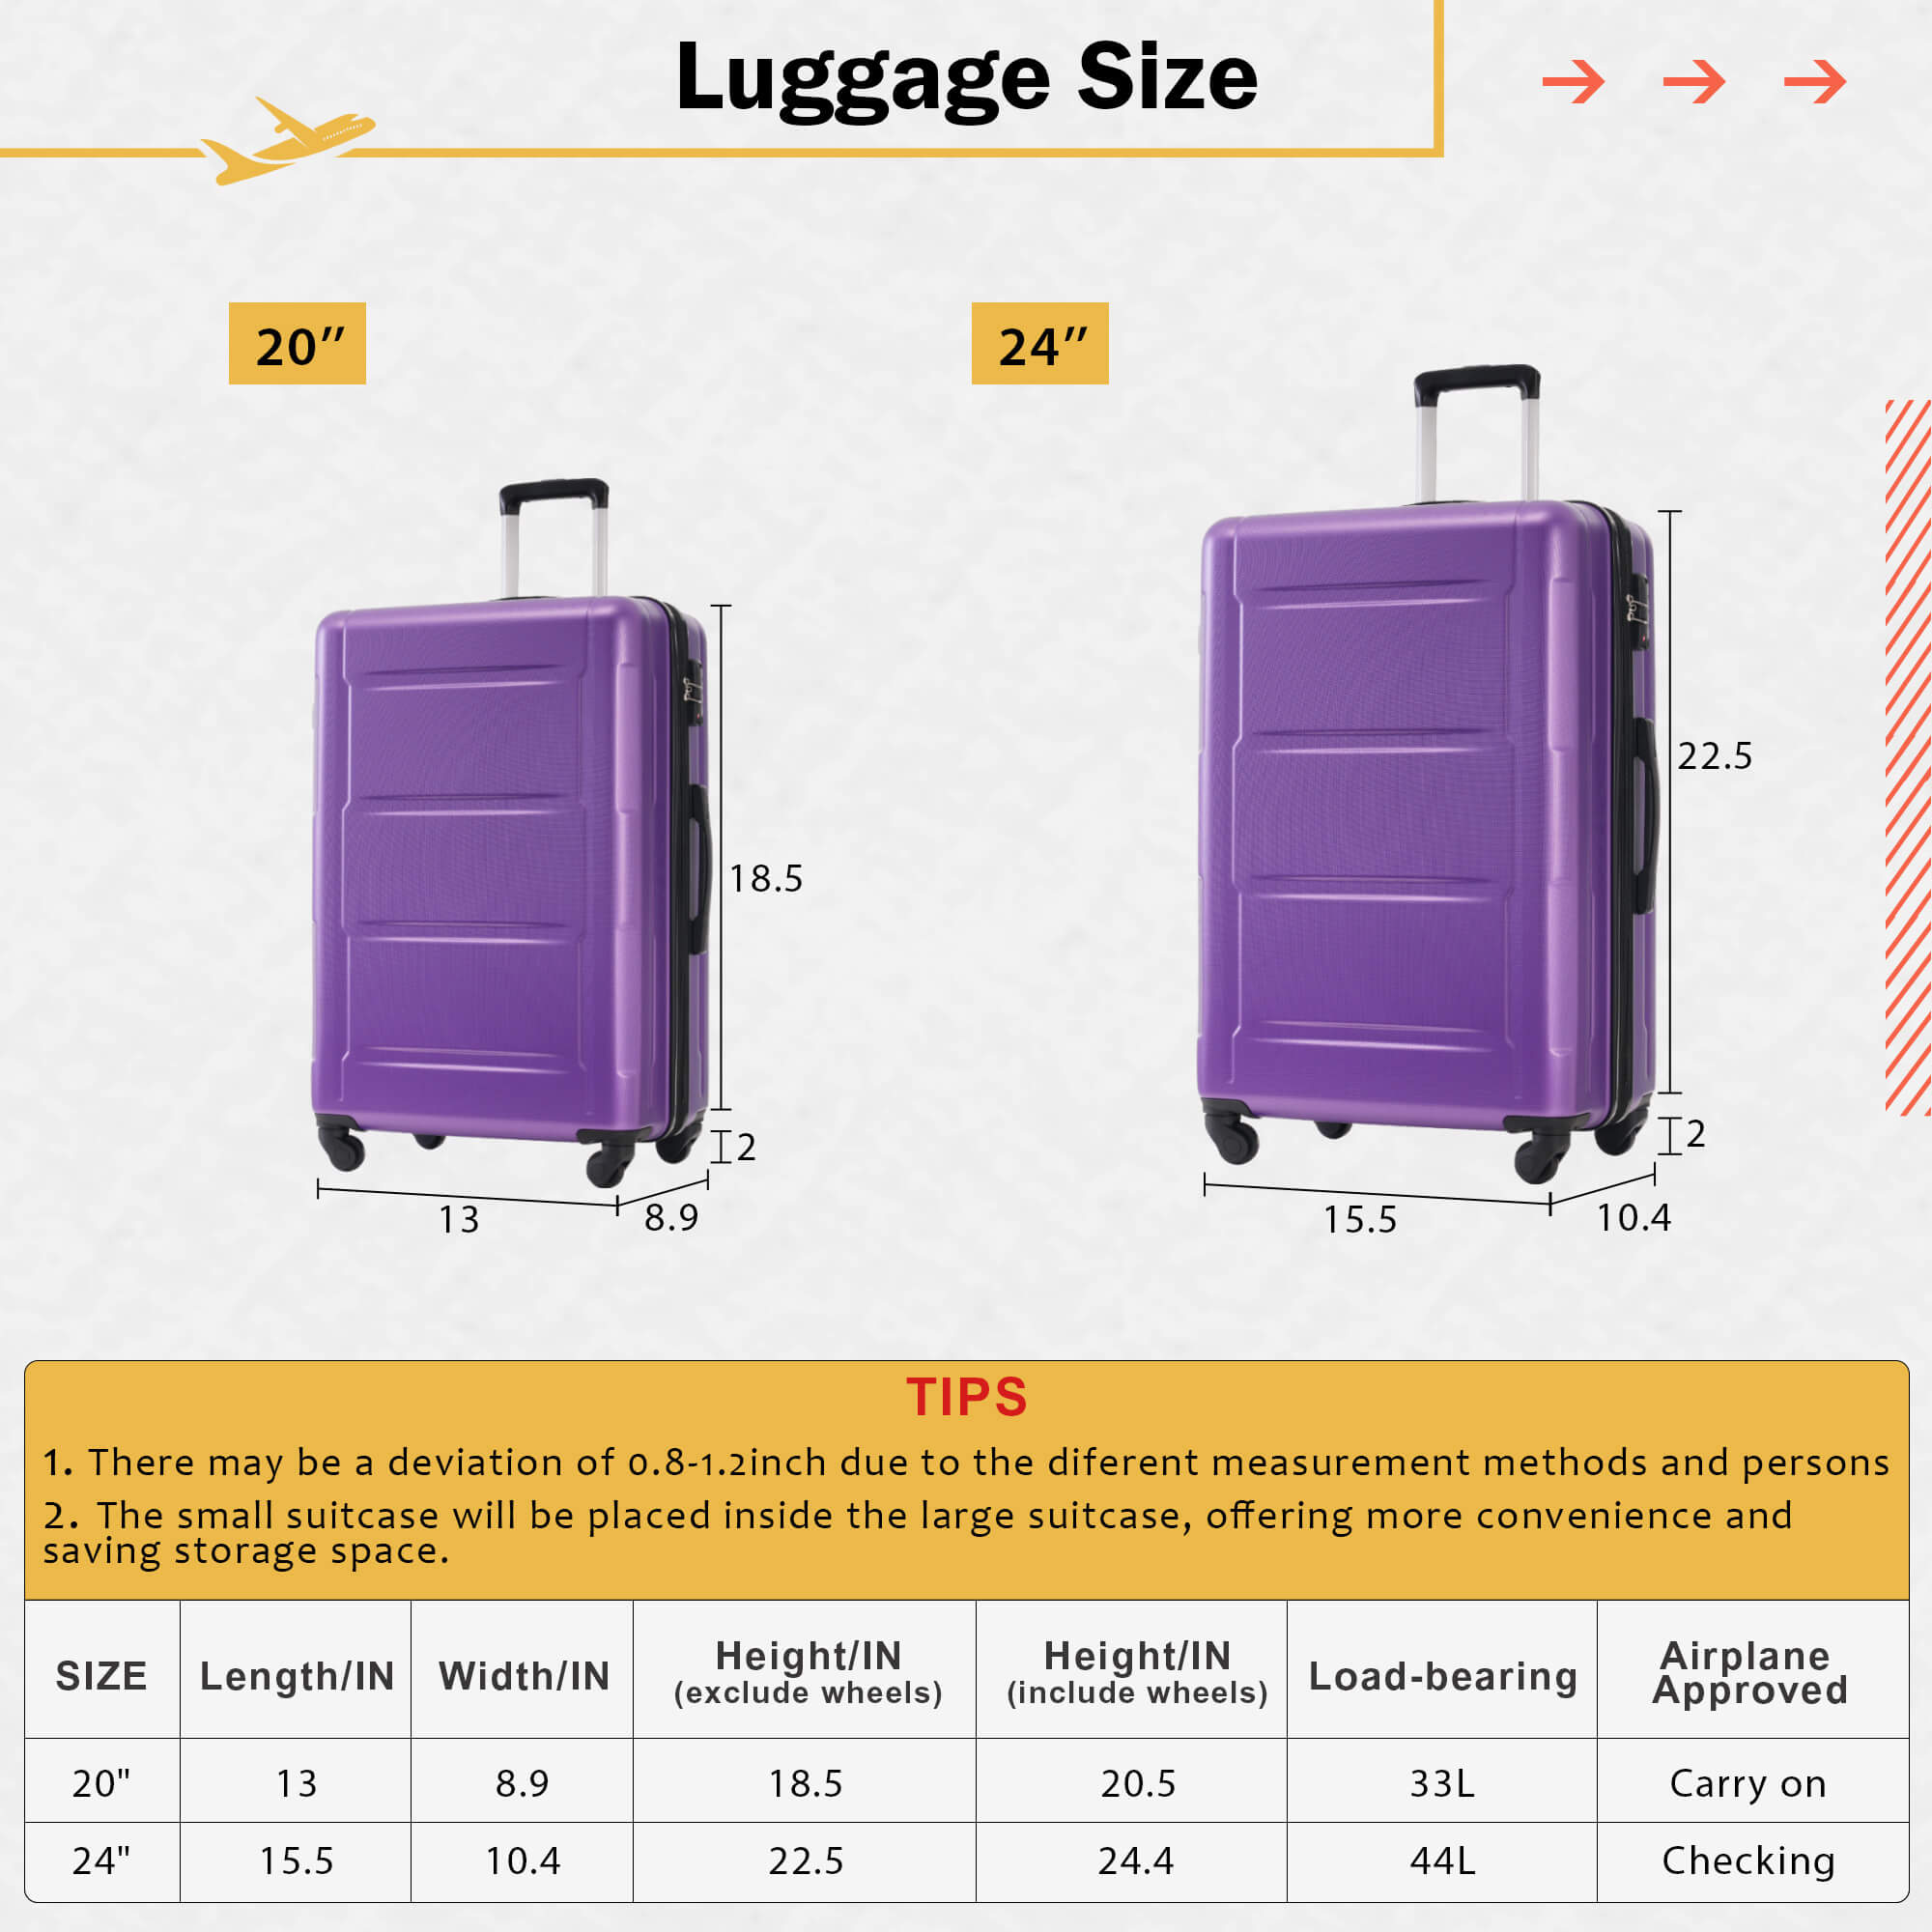 Luggage Size
20″
24″
18.5
2
13
8.9
22.5
2
15.5
10.4
TIPS
1. There may be a deviation of 0.8-1.2inch due to the diferent measurement methods and persons
2. The small suitcase will be placed inside the large suitcase, offering more convenience and
saving storage space.
SIZE Length/IN Width/IN Height/IN (exclude wheels) Height/IN (include wheels) Load-bearing Airplane Approved
20" 13 8.9 18.5 20.5 33L Carry on
24" 15.5 10.4 22.5 24.4 44L Checking